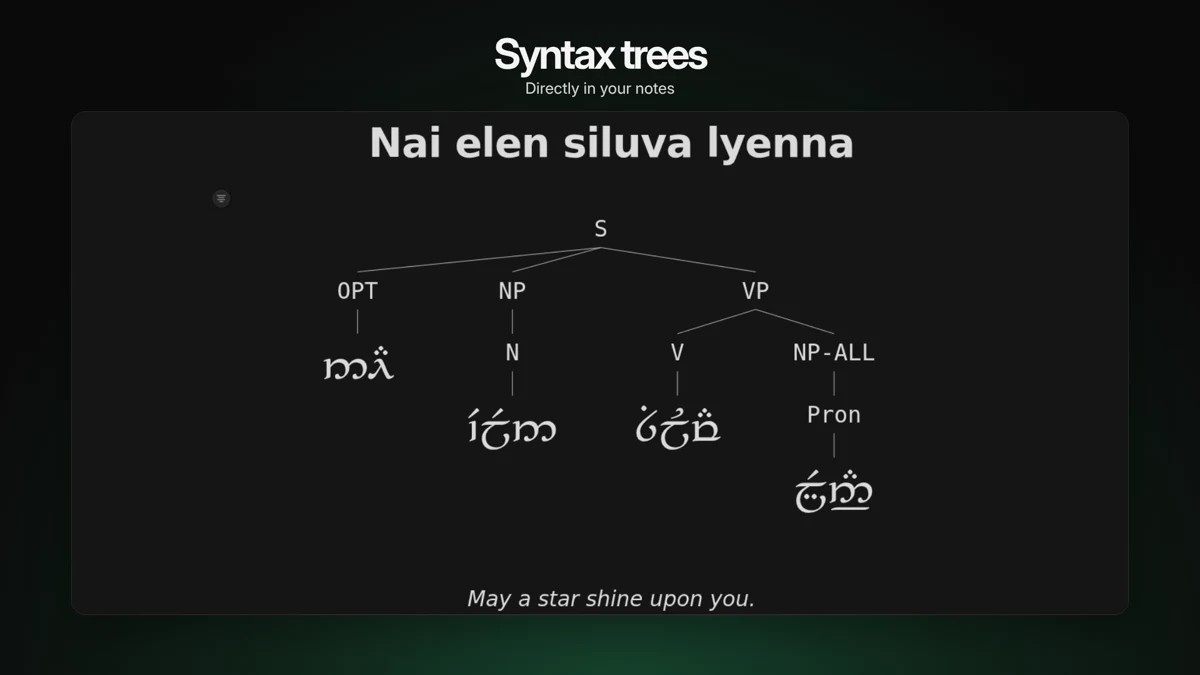 Syntax trees
Directly in your notes
Nai elen siluva lyenna
S
OPT NP VP
N V NP-ALL
Pron
May a star shine upon you.